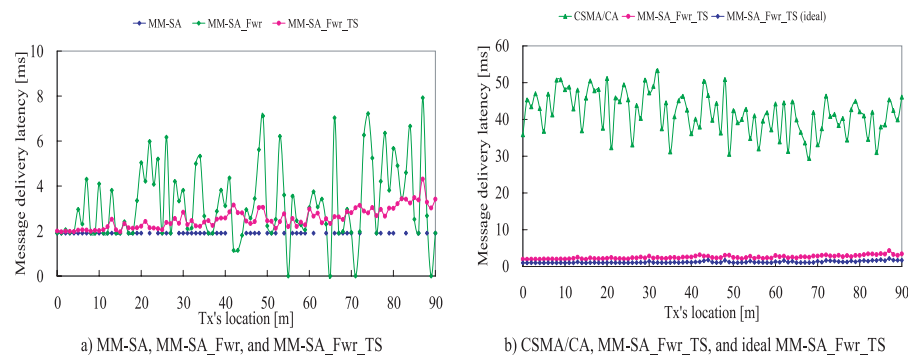 MM-SA MM-SA_Fwr MM-SA_Fwr_TS
Message delivery latency [ms]
10
8
6
4
2
0
0 10 20 30 40 50 60 70 80 90
Tx's location [m]
a) MM-SA, MM-SA_Fwr, and MM-SA_Fwr_TS
CSMA/CA MM-SA_Fwr_TS MM-SA_Fwr_TS (ideal)
Message delivery latency [ms]
60
50
40
30
20
10
0
0 10 20 30 40 50 60 70 80 90
Tx's location [m]
b) CSMA/CA, MM-SA_Fwr_TS, and ideal MM-SA_Fwr_TS